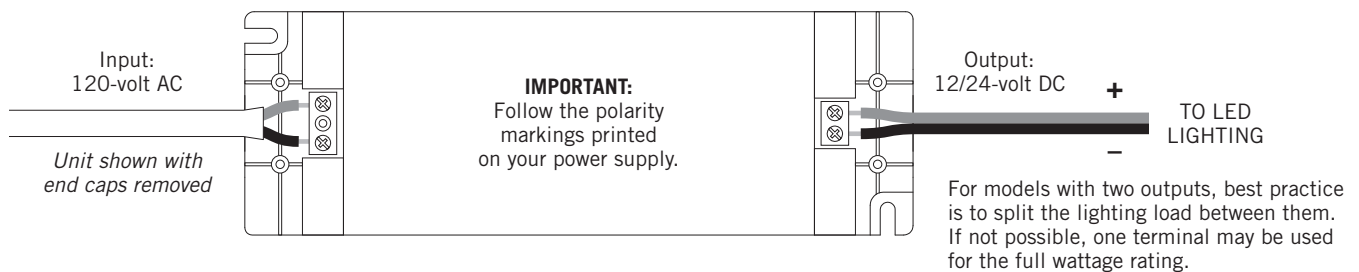 Input:
120-volt AC
Unit shown with
end caps removed
IMPORTANT:
Follow the polarity
markings printed
on your power supply.
Output:
12/24-volt DC
+
–
TO LED
LIGHTING
For models with two outputs, best practice
is to split the lighting load between them.
If not possible, one terminal may be used
for the full wattage rating.